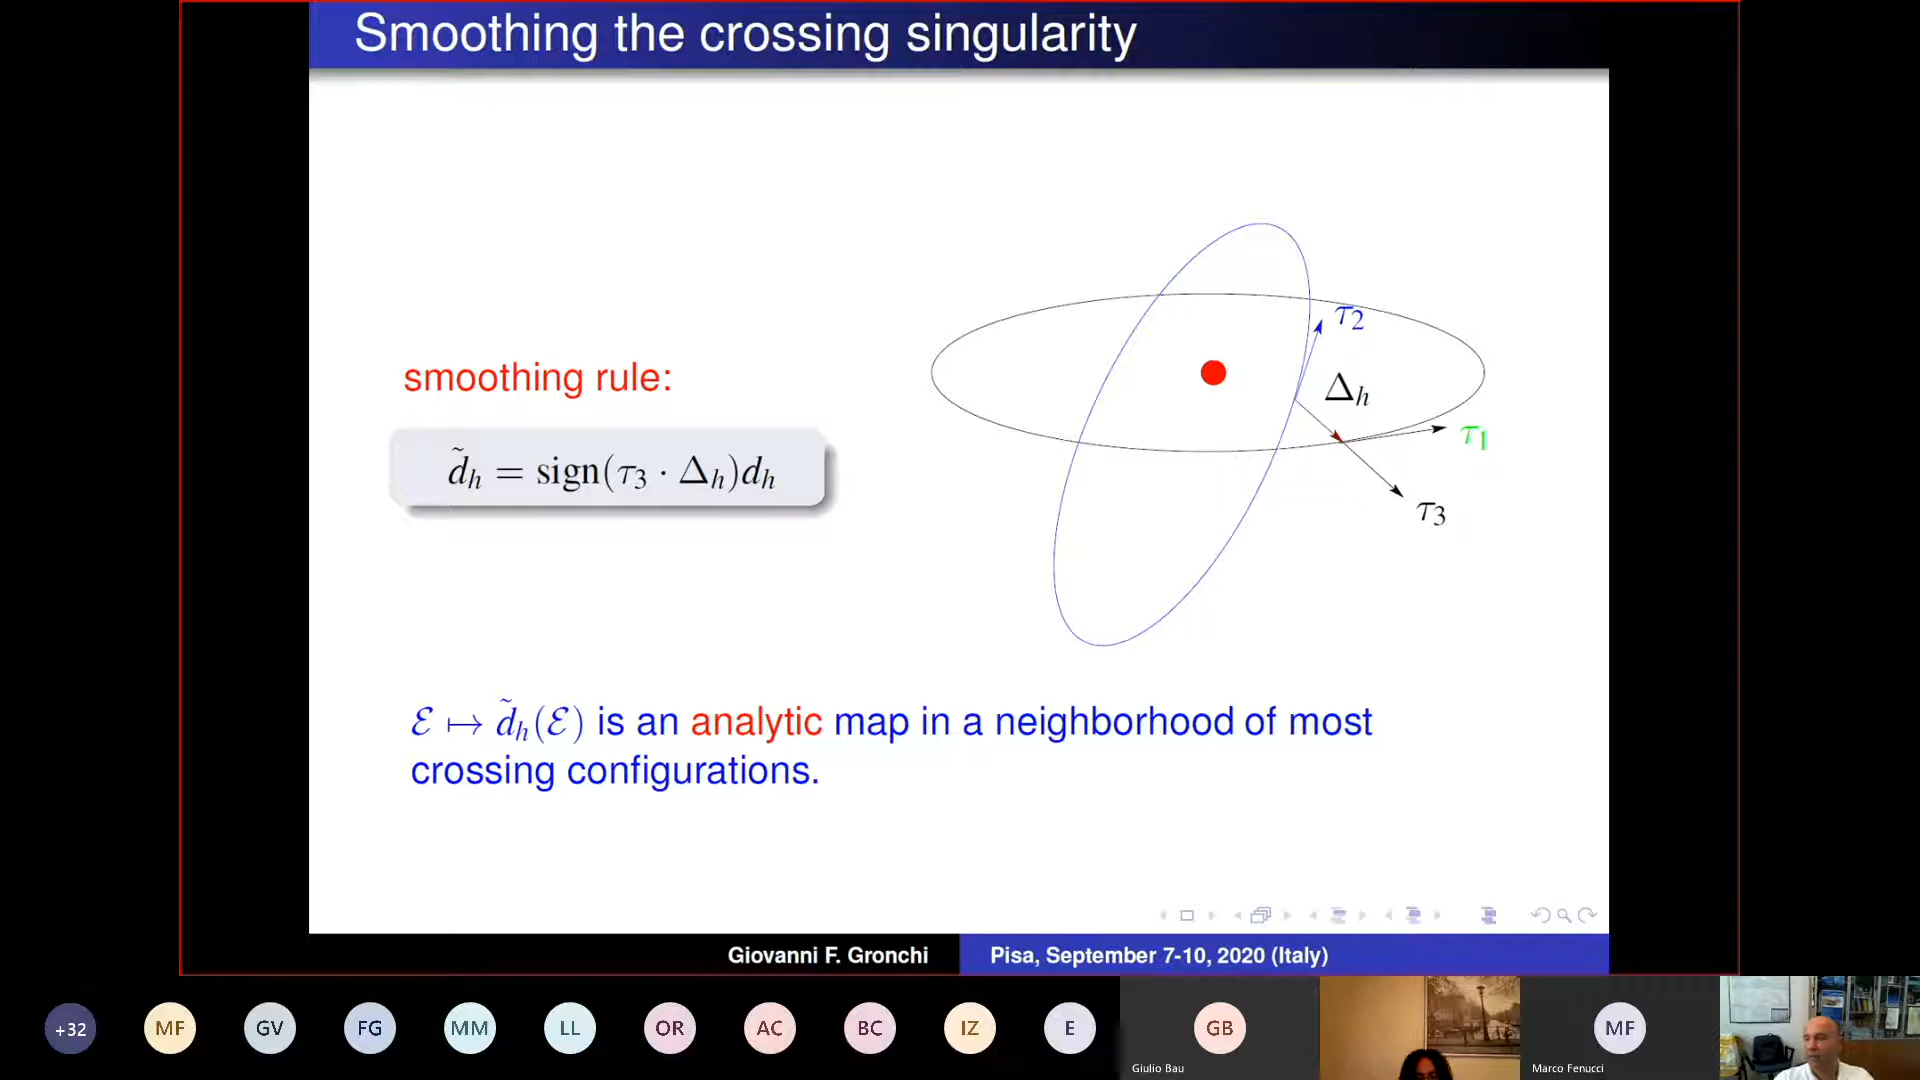 Smoothing the crossing singularity
τ2
smoothing rule:
Δh
τ1
d̃h = sign(τ3 · Δh)dh
τ3
ℰ ↦ d̃h(ℰ) is an analytic map in a neighborhood of most
crossing configurations.
Giovanni F. Gronchi
Pisa, September 7-10, 2020 (Italy)
+32
MF
GV
FG
MM
LL
OR
AC
BC
IZ
E
GB
Giulio Bau
MF
Marco Fenucci